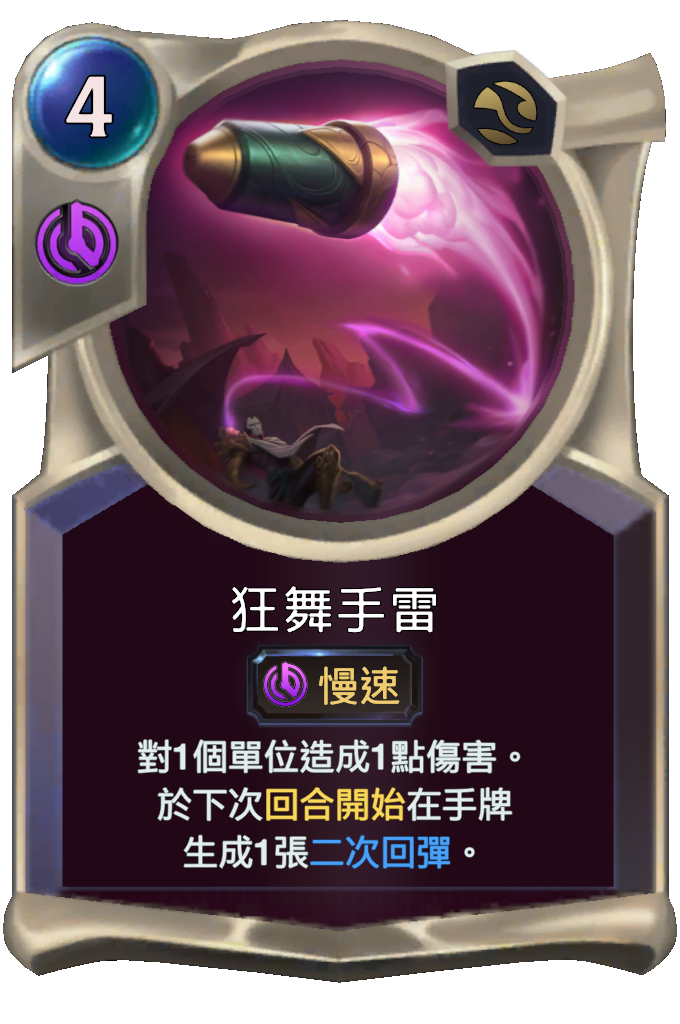 4
狂舞手雷
慢速
對1個單位造成1點傷害。
於下次回合開始在手牌
生成1張二次回彈。